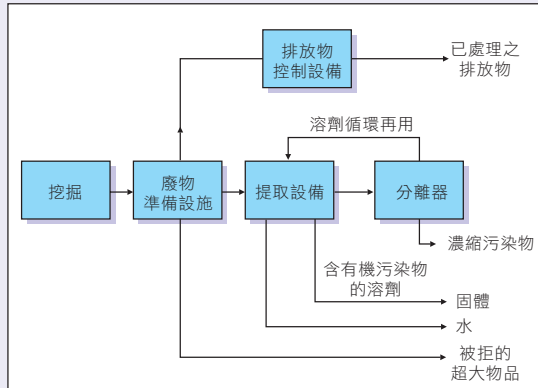 排放物
控制設備
已處理之
排放物
溶劑循環再用
挖掘
廢物
準備設施
提取設備
分離器
濃縮污染物
含有機污染物
的溶劑
固體
水
被拒的
超大物品